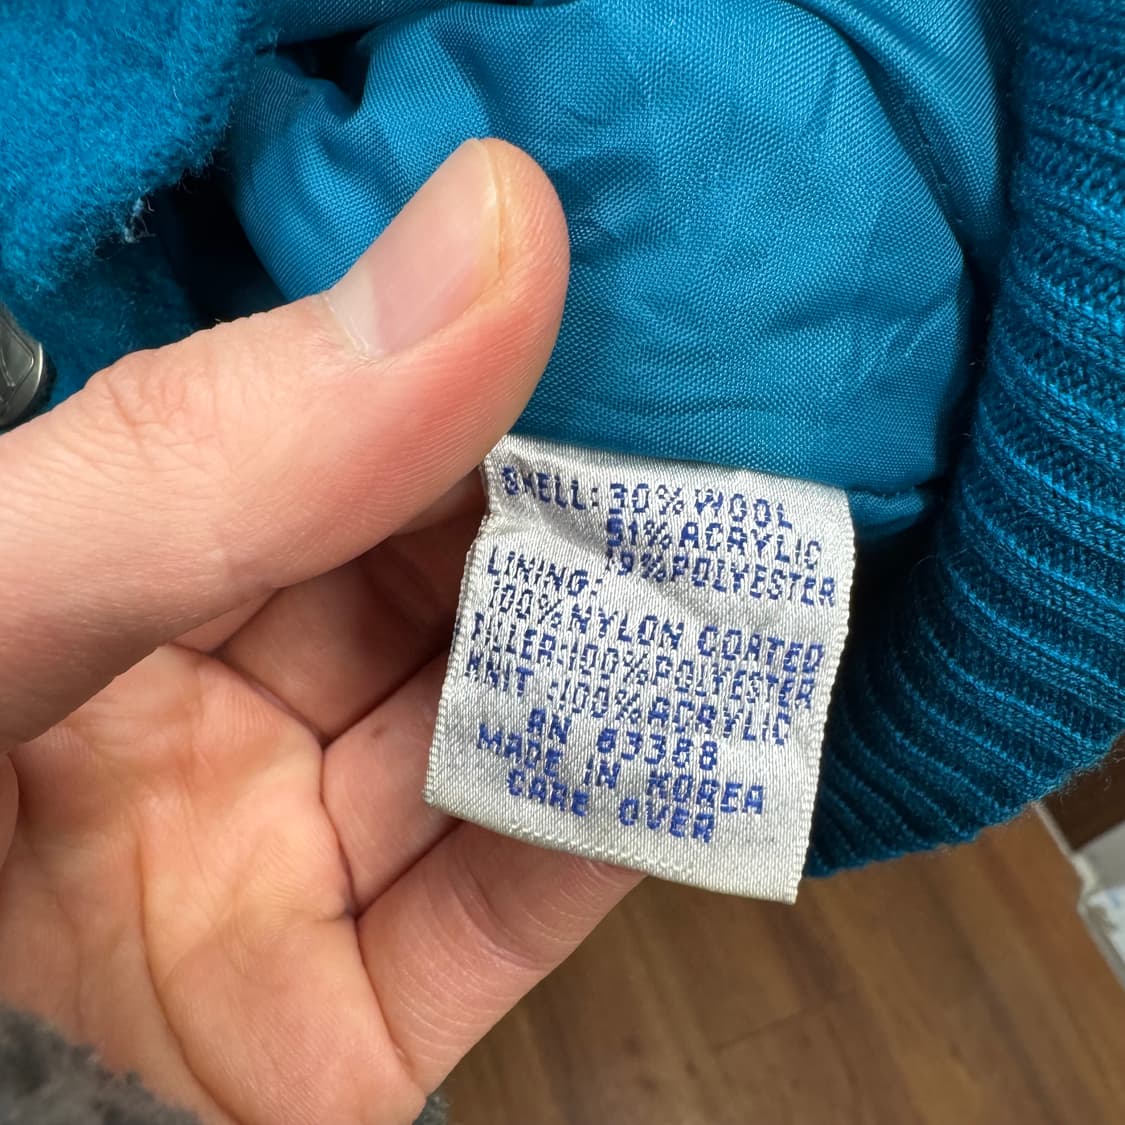 SHELL: 30% WOOL
51% ACRYLIC
19% POLYESTER
LINING:
100% NYLON COATED
FILLER:100% POLYESTER
KNIT :100% ACRYLIC
RN 63388
MADE IN KOREA
CARE OVER